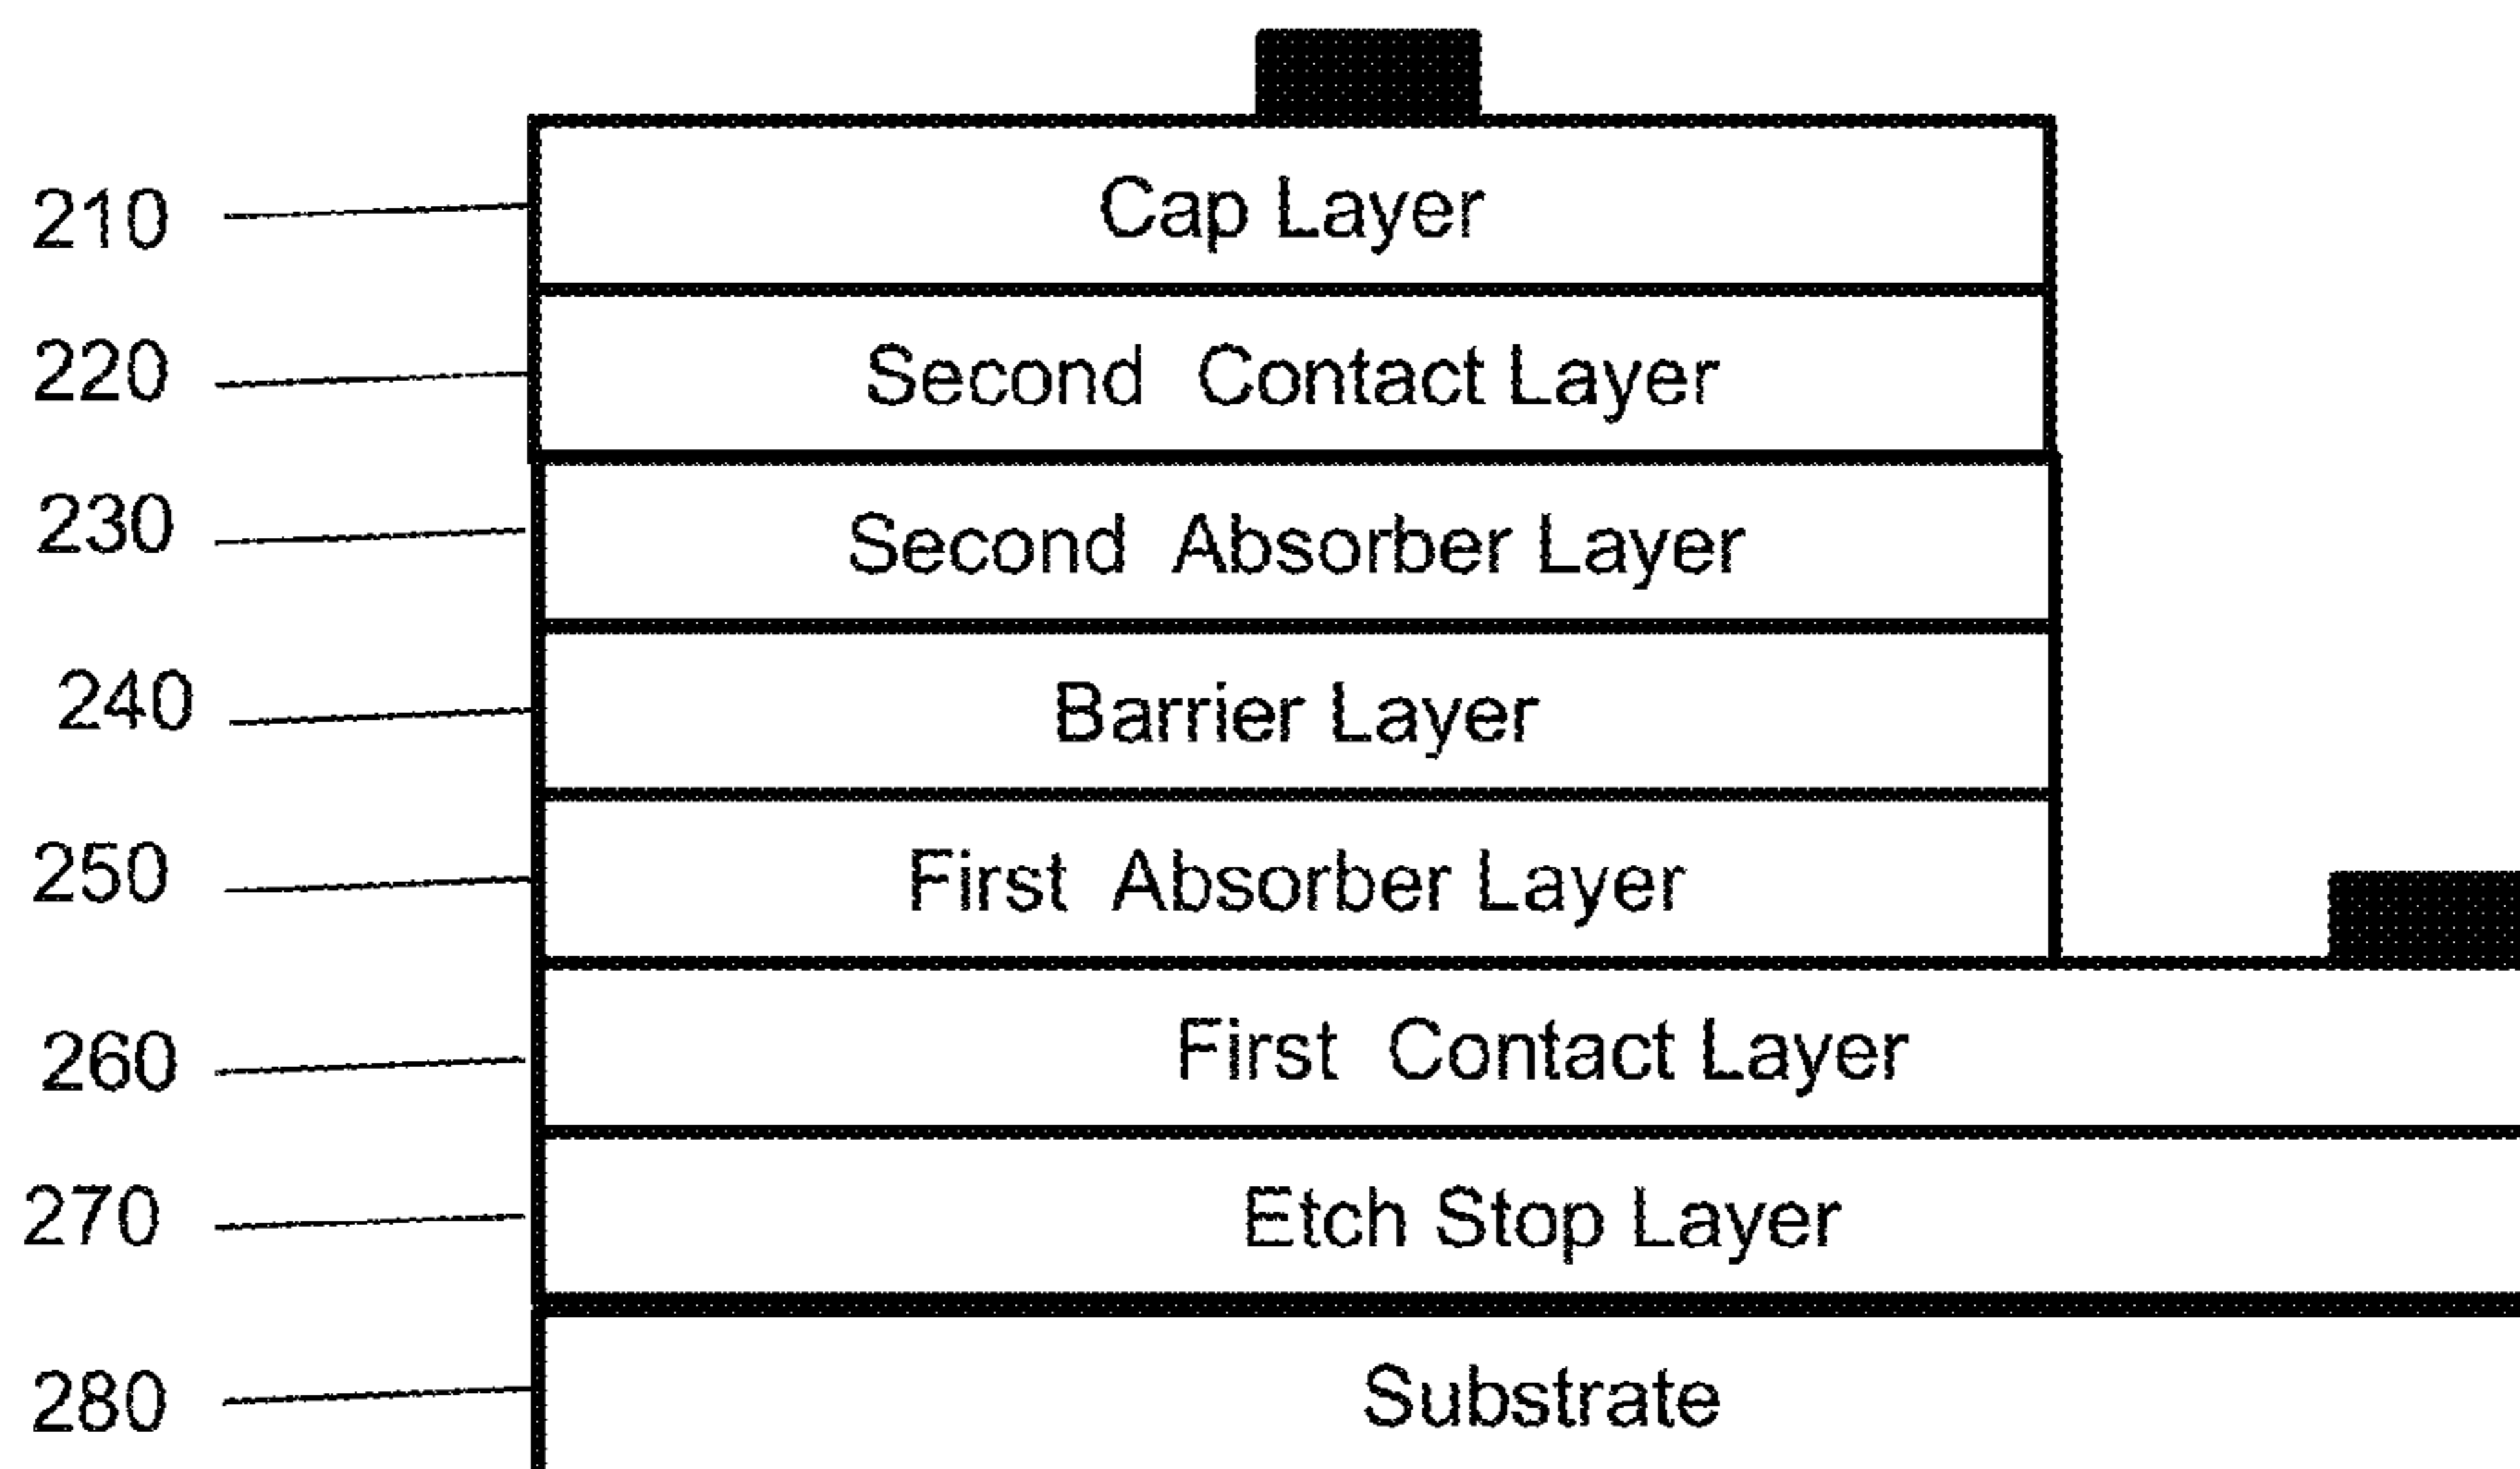 210 Cap Layer
220 Second Contact Layer
230 Second Absorber Layer
240 Barrier Layer
250 First Absorber Layer
260 First Contact Layer
270 Etch Stop Layer
280 Substrate